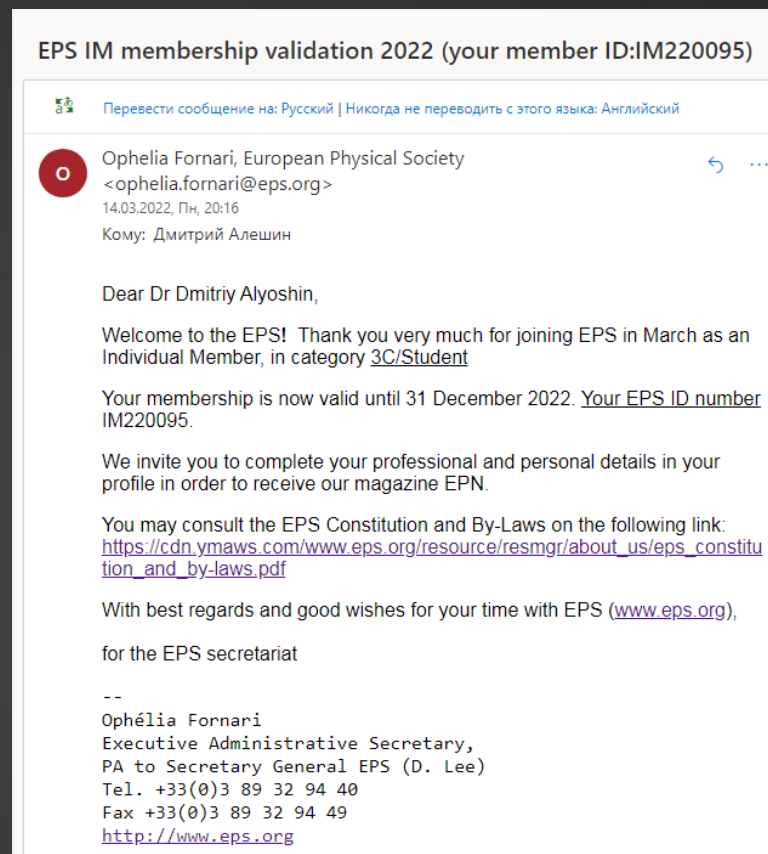 EPS IM membership validation 2022 (your member ID:IM220095)
Перевести сообщение на: Русский | Никогда не переводить с этого языка: Английский
O
Ophelia Fornari, European Physical Society
<ophelia.fornari@eps.org>
14.03.2022, Пн, 20:16
Кому: Дмитрий Алешин
Dear Dr Dmitriy Alyoshin,
Welcome to the EPS! Thank you very much for joining EPS in March as an
Individual Member, in category 3C/Student
Your membership is now valid until 31 December 2022. Your EPS ID number
IM220095.
We invite you to complete your professional and personal details in your
profile in order to receive our magazine EPN.
You may consult the EPS Constitution and By-Laws on the following link:
https://cdn.ymaws.com/www.eps.org/resource/resmgr/about_us/eps_constitu
tion_and_by-laws.pdf
With best regards and good wishes for your time with EPS (www.eps.org),
for the EPS secretariat
--
Ophélia Fornari
Executive Administrative Secretary,
PA to Secretary General EPS (D. Lee)
Tel. +33(0)3 89 32 94 40
Fax +33(0)3 89 32 94 49
http://www.eps.org